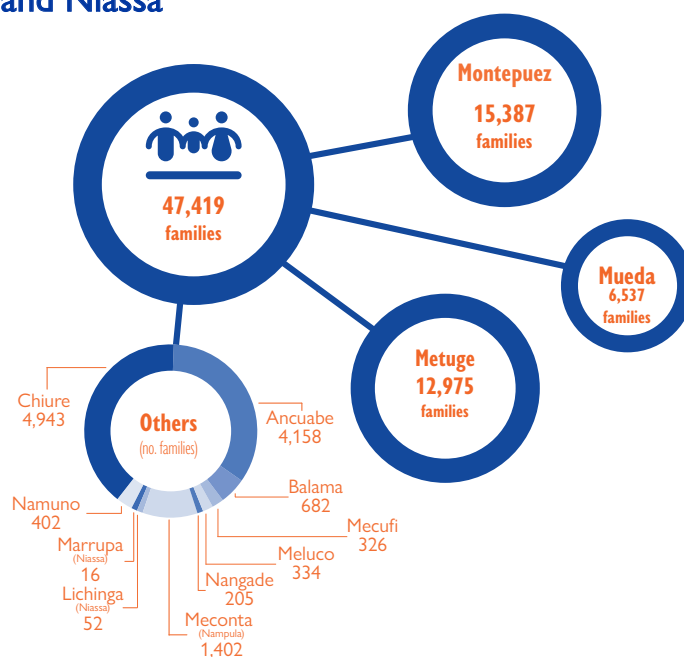 and Niassa
47,419
families
Montepuez
15,387
families
Mueda
6,537
families
Metuge
12,975
families
Others
(no. families)
Chiure
4,943
Ancuabe
4,158
Balama
682
Mecufi
326
Meluco
334
Nangade
205
Meconta
(Nampula)
1,402
Lichinga
(Niassa)
52
Marrupa
(Niassa)
16
Namuno
402